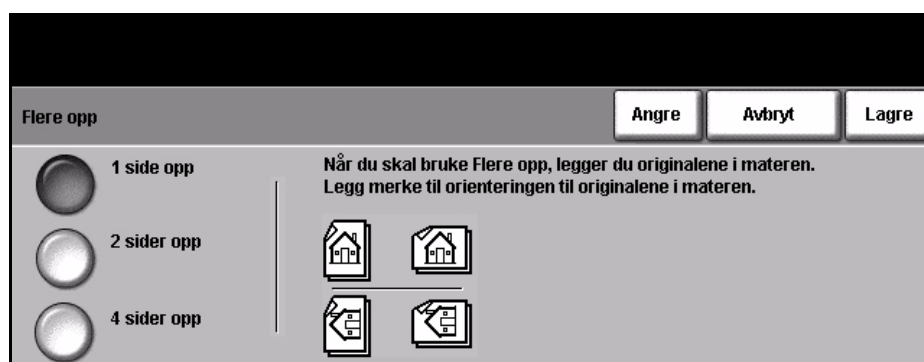 Flere opp
Angre
Avbryt
Lagre
1 side opp
2 sider opp
4 sider opp
Når du skal bruke Flere opp, legger du originalene i materen.
Legg merke til orienteringen til originalene i materen.